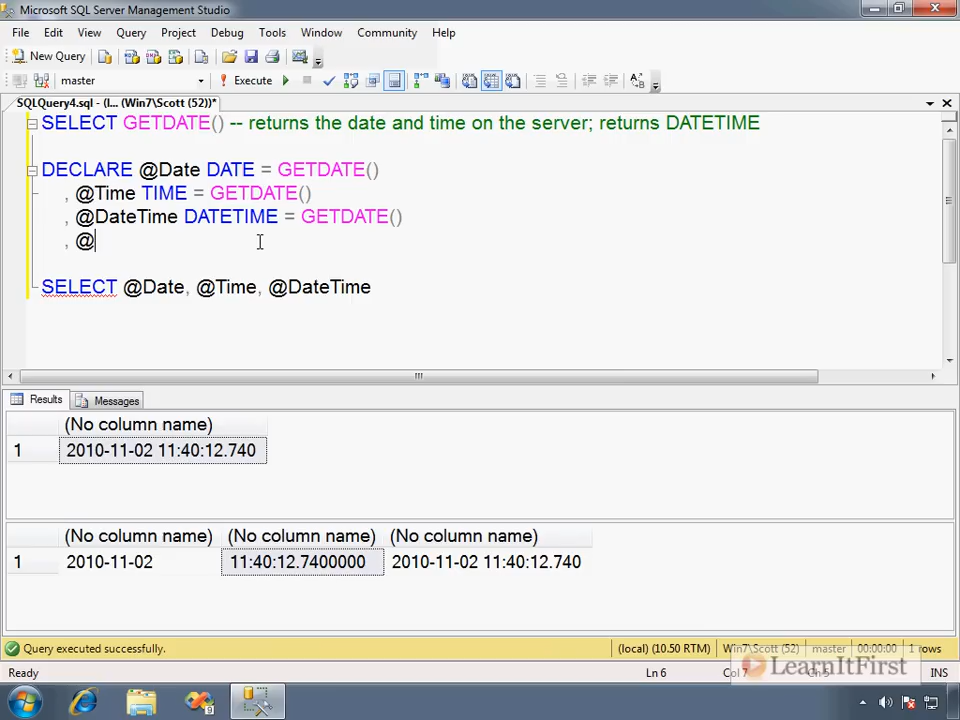 Microsoft SQL Server Management Studio
File Edit View Query Project Debug Tools Window Community Help
New Query
master Execute
SQLQuery4.sql - (l... (Win7\Scott (52))*
SELECT GETDATE() -- returns the date and time on the server; returns DATETIME
DECLARE @Date DATE = GETDATE()
, @Time TIME = GETDATE()
, @DateTime DATETIME = GETDATE()
, @
SELECT @Date, @Time, @DateTime
Results Messages
(No column name)
1 2010-11-02 11:40:12.740
(No column name) (No column name) (No column name)
1 2010-11-02 11:40:12.7400000 2010-11-02 11:40:12.740
Query executed successfully. (local) (10.50 RTM) Win7\Scott (52) master 00:00:00 1 rows
LearnItFirst
Ready Ln 6 Col 7 Ch 5 INS